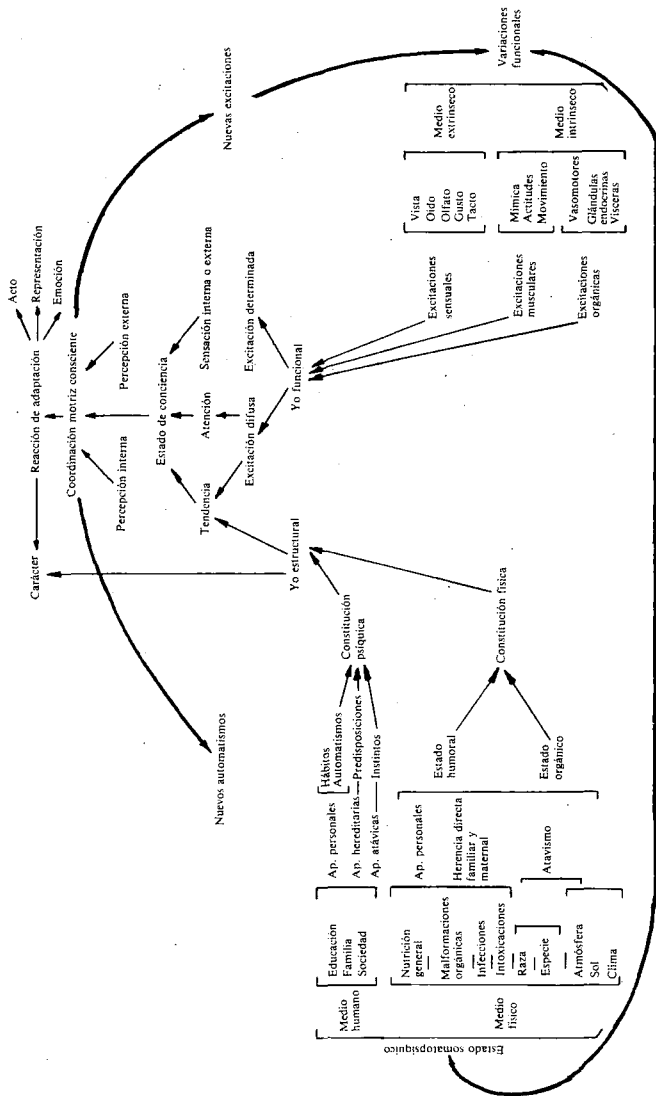 Acto
Representación
Emoción
Carácter
Reacción de adaptación
Coordinación motriz consciente
Percepción interna
Percepción externa
Nuevos automatismos
Nuevas excitaciones
Estado de conciencia
Tendencia
Atención
Sensación interna o externa
Excitación difusa
Excitación determinada
Yo estructural
Yo funcional
Constitución
psíquica
Constitución física
Excitaciones
sensuales
Excitaciones
musculares
Excitaciones
orgánicas
Hábitos
Automatismos
Predisposiciones
Instintos
Estado
humoral
Estado
orgánico
Vista
Oído
Olfato
Gusto
Tacto
Mímica
Actitudes
Movimiento
Vasomotores
Glándulas
endocrinas
Vísceras
Ap. personales
Ap. hereditarias
Ap. atávicas
Ap. personales
Herencia directa
familiar y
maternal
Atavismo
Medio
extrínseco
Medio
intrínseco
Educación
Familia
Sociedad
Nutrición
general
Malformaciones
orgánicas
Infecciones
Intoxicaciones
Raza
Especie
Atmósfera
Sol
Clima
Medio
humano
Medio
físico
Variaciones
funcionales
Estado somatopsíquico